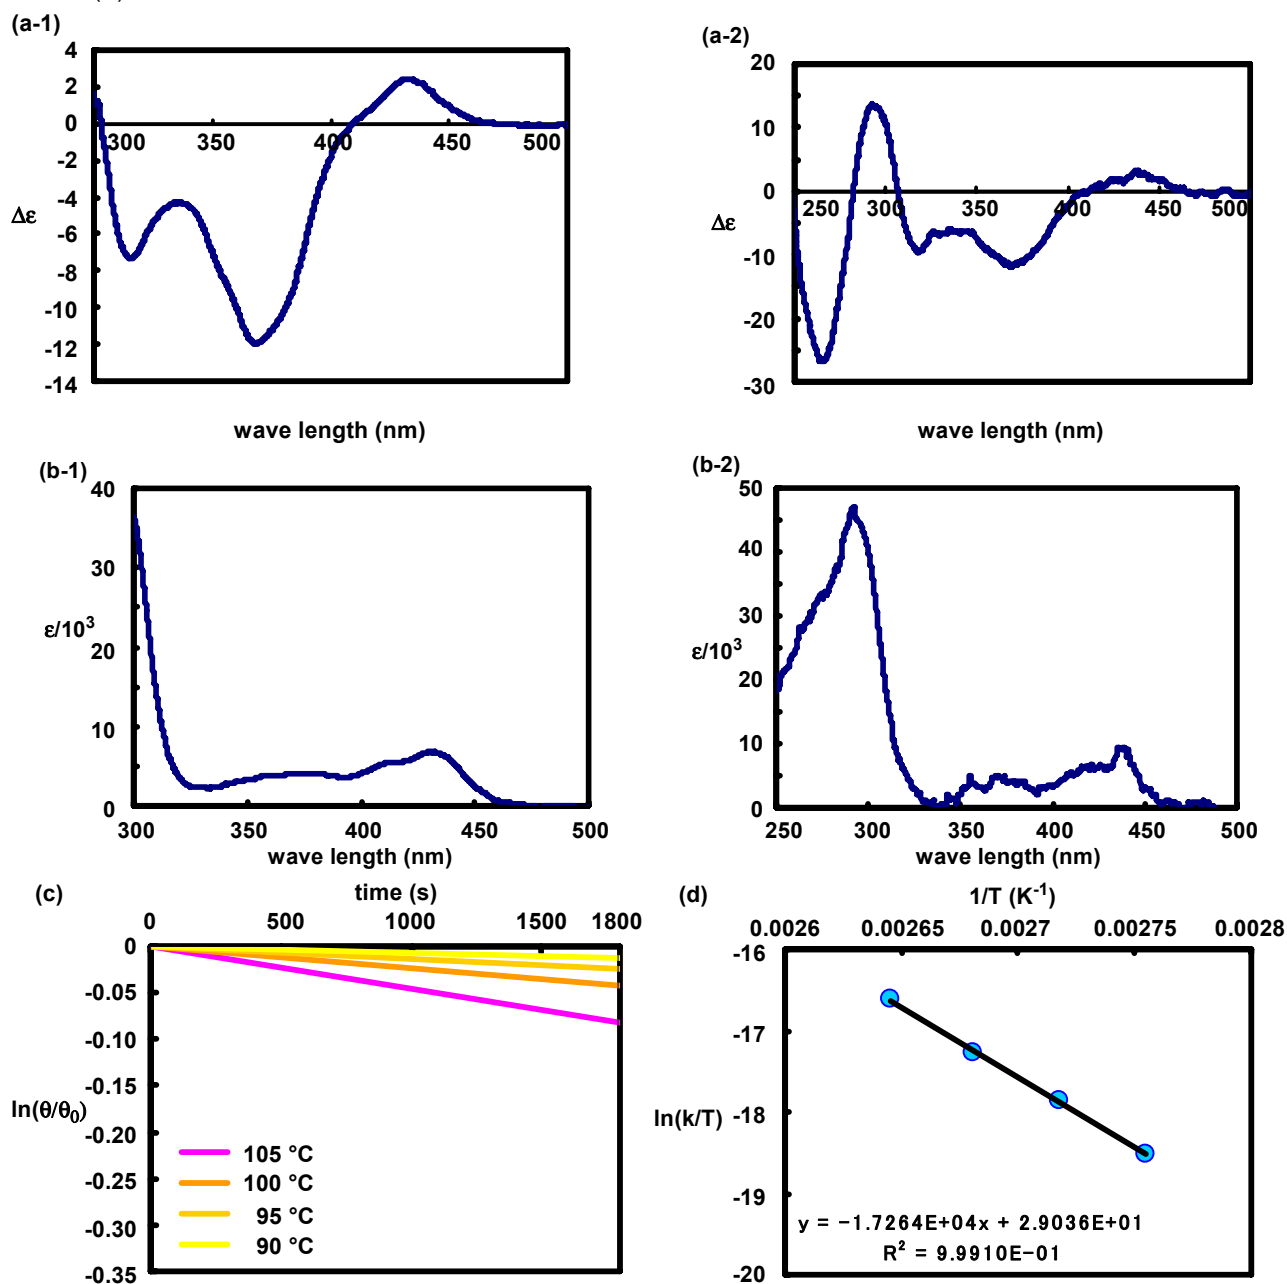 (a-1)
4
2
0
-2
-4
-6
-8
-10
-12
-14
Δε
300 350 400 450 500
wave length (nm)
(a-2)
20
10
0
-10
-20
-30
Δε
250 300 350 400 450 500
wave length (nm)
(b-1)
40
30
20
10
0
ε/10³
300 350 400 450 500
wave length (nm)
(b-2)
50
40
30
20
10
0
ε/10³
250 300 350 400 450 500
wave length (nm)
(c)
time (s)
0 500 1000 1500 1800
0
-0.05
-0.10
-0.15
-0.20
-0.25
-0.30
-0.35
ln(θ/θ₀)
105 °C
100 °C
95 °C
90 °C
(d)
1/T (K⁻¹)
0.0026 0.00265 0.0027 0.00275 0.0028
-16
-17
-18
-19
-20
ln(k/T)
y = −1.7264E+04x + 2.9036E+01
R² = 9.9910E−01